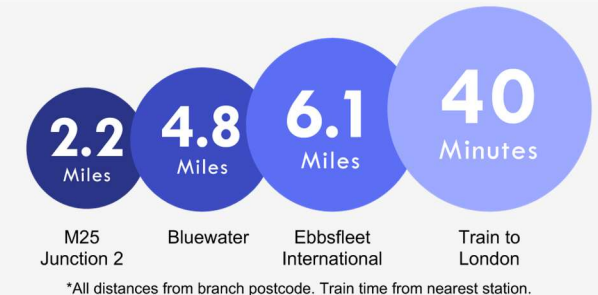 2.2
Miles
4.8
Miles
6.1
Miles
40
Minutes
M25
Junction 2
Bluewater
Ebbsfleet
International
Train to
London
*All distances from branch postcode. Train time from nearest station.